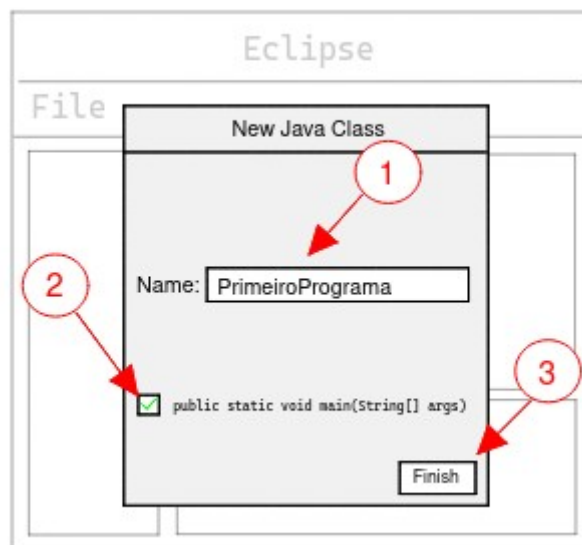 Eclipse
File
New Java Class
1
Name: PrimeiroPrograma
2
public static void main(String[] args)
3
Finish